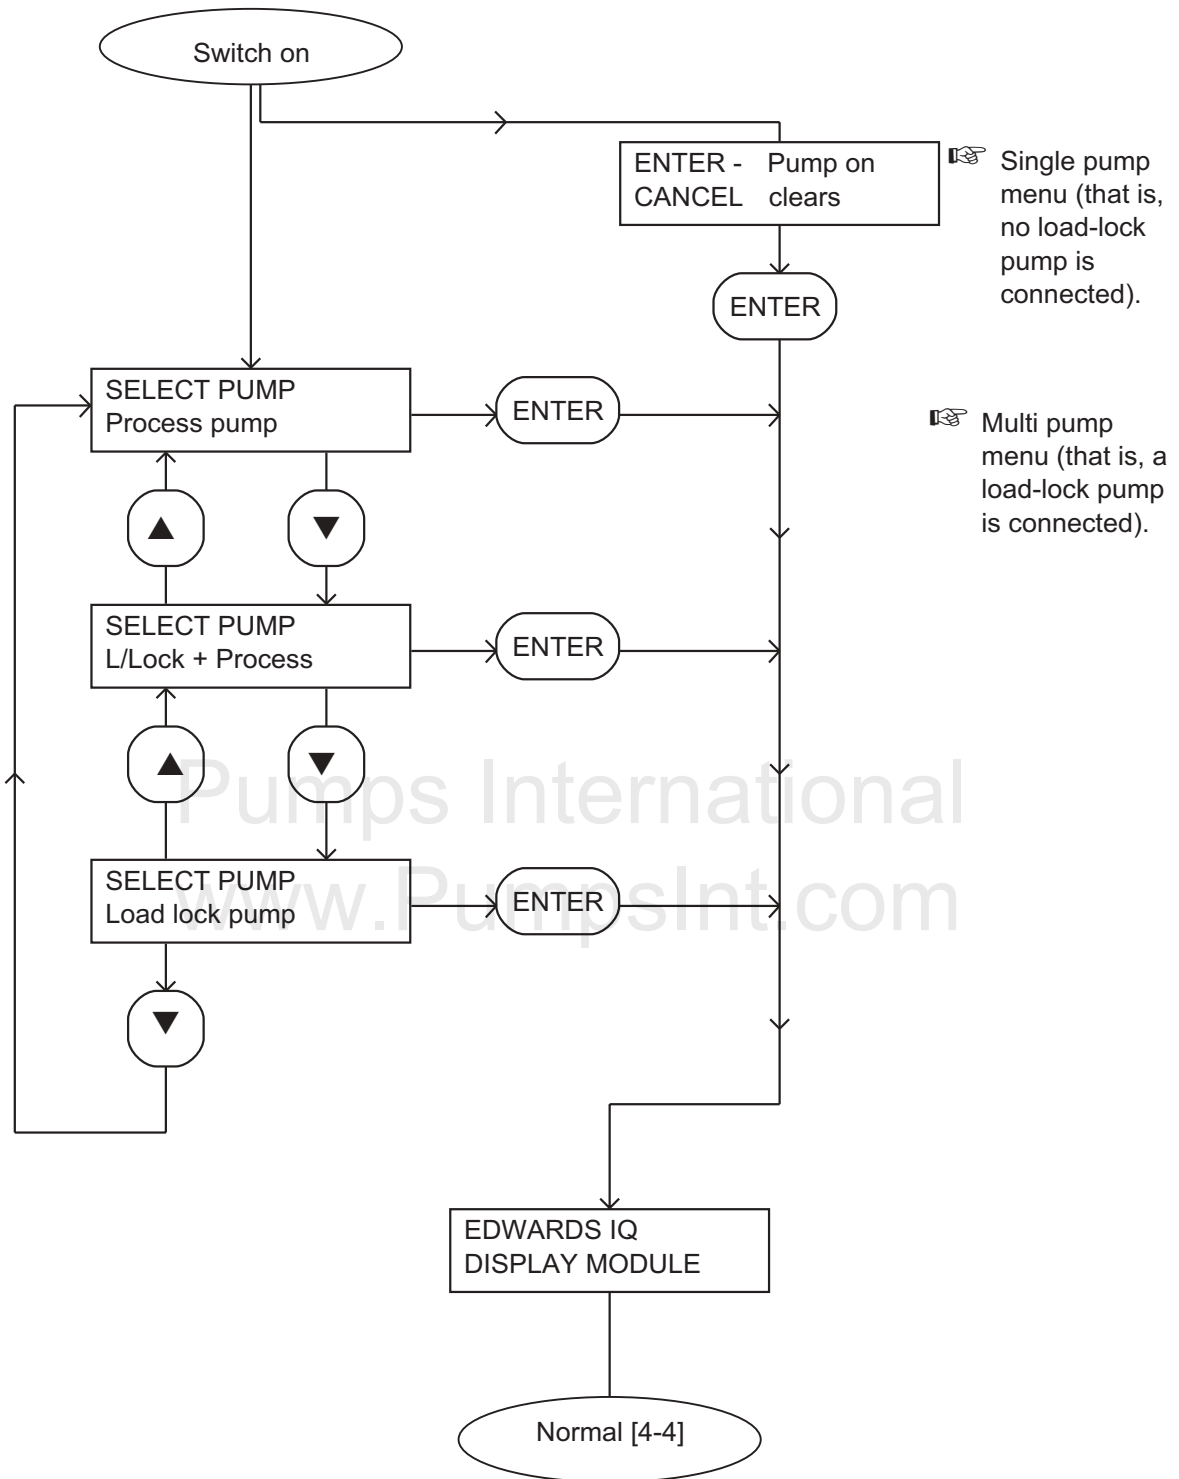 Switch on
ENTER - Pump on
CANCEL clears
☞ Single pump
menu (that is,
no load-lock
pump is
connected).
ENTER
SELECT PUMP
Process pump
ENTER
☞ Multi pump
menu (that is, a
load-lock pump
is connected).
▲ ▼
SELECT PUMP
L/Lock + Process
ENTER
▲ ▼
Pumps International
SELECT PUMP
Load lock pump
ENTER
www.PumpsInt.com
▼
EDWARDS IQ
DISPLAY MODULE
Normal [4-4]